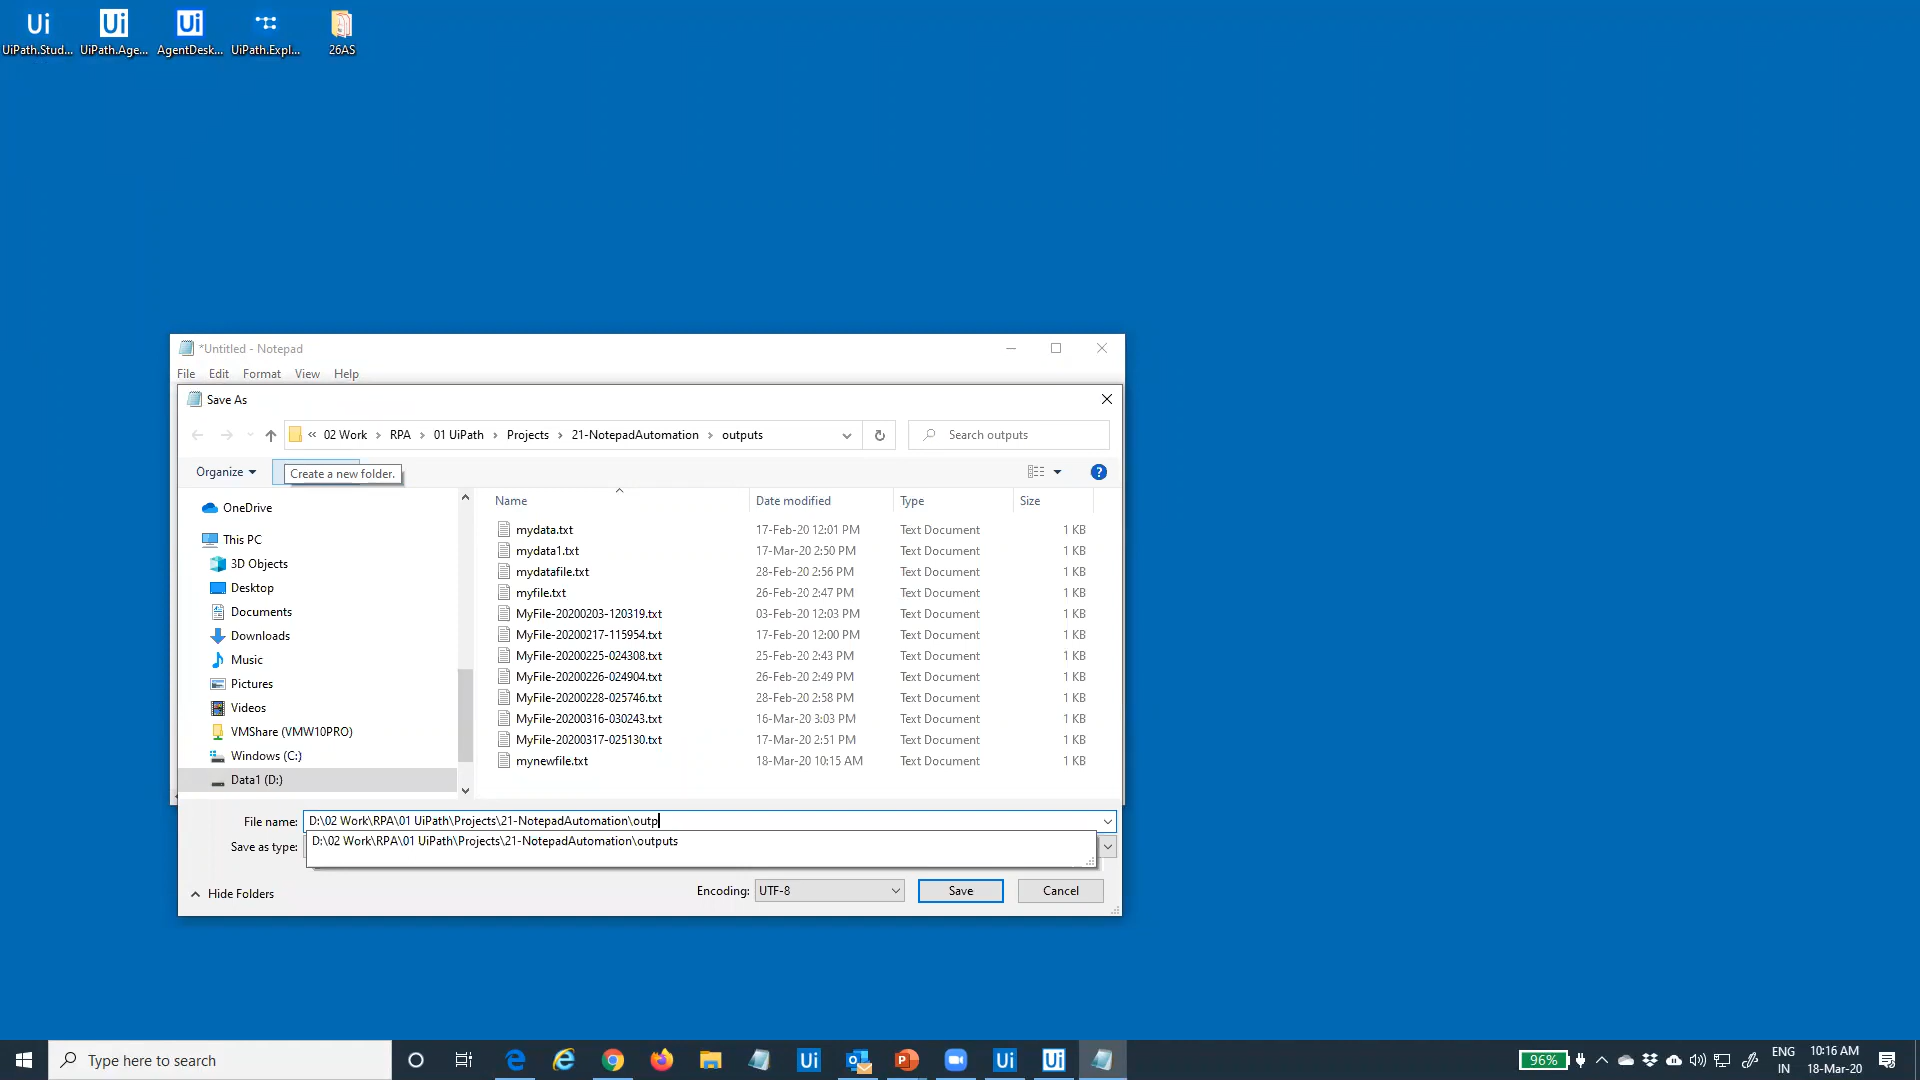 UiPath.Stud...
UiPath.Age...
AgentDesk...
UiPath.Expl...
26AS
*Untitled - Notepad
File Edit Format View Help
Save As
« 02 Work › RPA › 01 UiPath › Projects › 21-NotepadAutomation › outputs
Search outputs
Organize
Create a new folder.
OneDrive
This PC
3D Objects
Desktop
Documents
Downloads
Music
Pictures
Videos
VMShare (VMW10PRO)
Windows (C:)
Data1 (D:)
Name Date modified Type Size
mydata.txt 17-Feb-20 12:01 PM Text Document 1 KB
mydata1.txt 17-Mar-20 2:50 PM Text Document 1 KB
mydatafile.txt 28-Feb-20 2:56 PM Text Document 1 KB
myfile.txt 26-Feb-20 2:47 PM Text Document 1 KB
MyFile-20200203-120319.txt 03-Feb-20 12:03 PM Text Document 1 KB
MyFile-20200217-115954.txt 17-Feb-20 12:00 PM Text Document 1 KB
MyFile-20200225-024308.txt 25-Feb-20 2:43 PM Text Document 1 KB
MyFile-20200226-024904.txt 26-Feb-20 2:49 PM Text Document 1 KB
MyFile-20200228-025746.txt 28-Feb-20 2:58 PM Text Document 1 KB
MyFile-20200316-030243.txt 16-Mar-20 3:03 PM Text Document 1 KB
MyFile-20200317-025130.txt 17-Mar-20 2:51 PM Text Document 1 KB
mynewfile.txt 18-Mar-20 10:15 AM Text Document 1 KB
File name: D:\02 Work\RPA\01 UiPath\Projects\21-NotepadAutomation\outp
D:\02 Work\RPA\01 UiPath\Projects\21-NotepadAutomation\outputs
Save as type:
Hide Folders
Encoding: UTF-8
Save
Cancel
Type here to search
96%
ENG
IN
10:16 AM
18-Mar-20